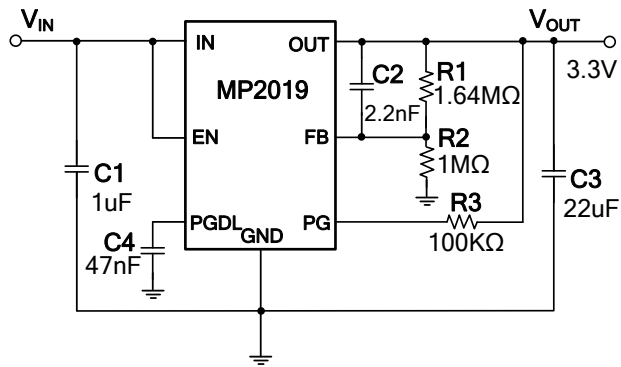 VIN
VOUT
IN
OUT
C2
R1
3.3V
MP2019
1.64MΩ
2.2nF
R2
EN
FB
1MΩ
C1
C3
1uF
R3
22uF
PGDL
PG
GND
C4
100KΩ
47nF